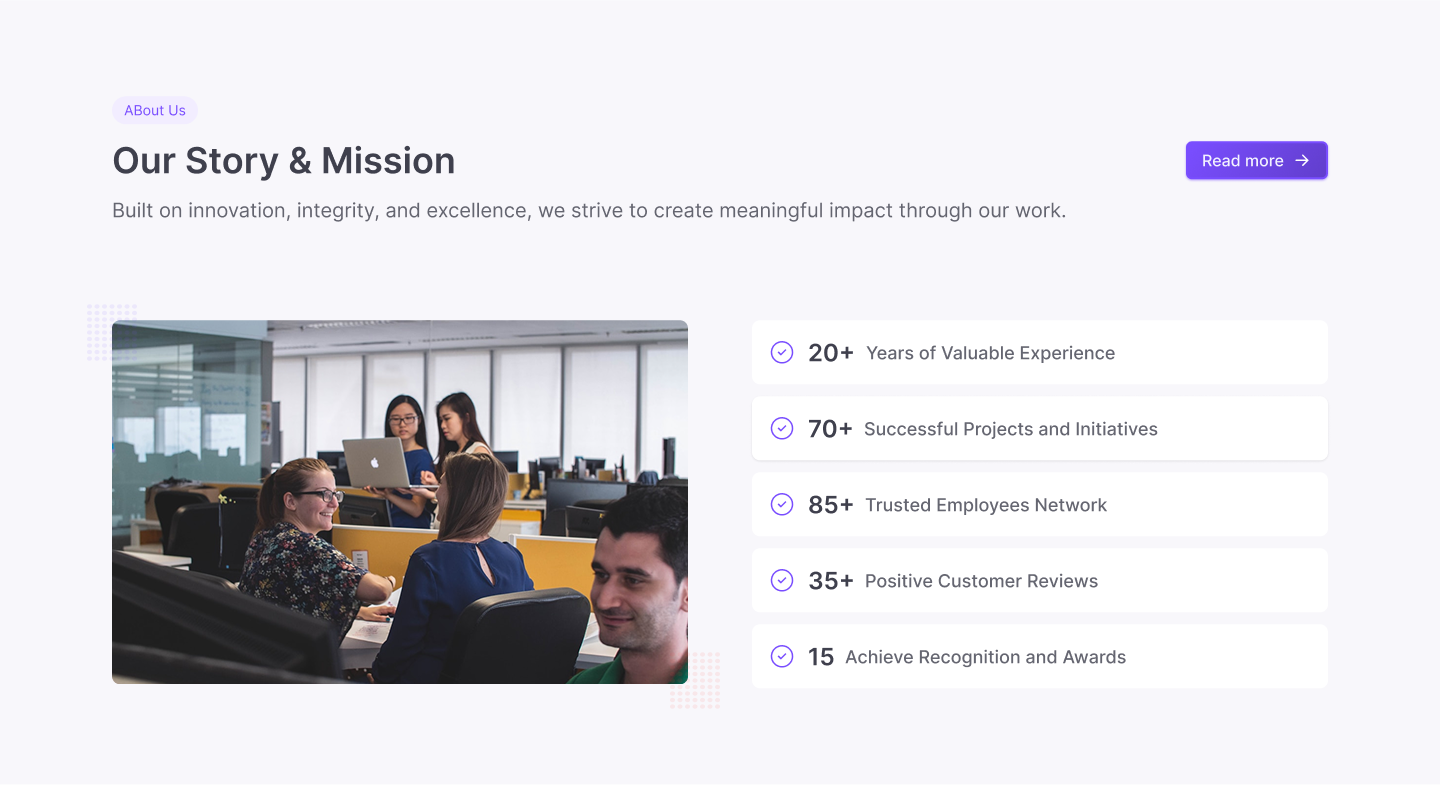 ABout Us
Our Story & Mission
Read more
Built on innovation, integrity, and excellence, we strive to create meaningful impact through our work.
20+ Years of Valuable Experience
70+ Successful Projects and Initiatives
85+ Trusted Employees Network
35+ Positive Customer Reviews
15 Achieve Recognition and Awards